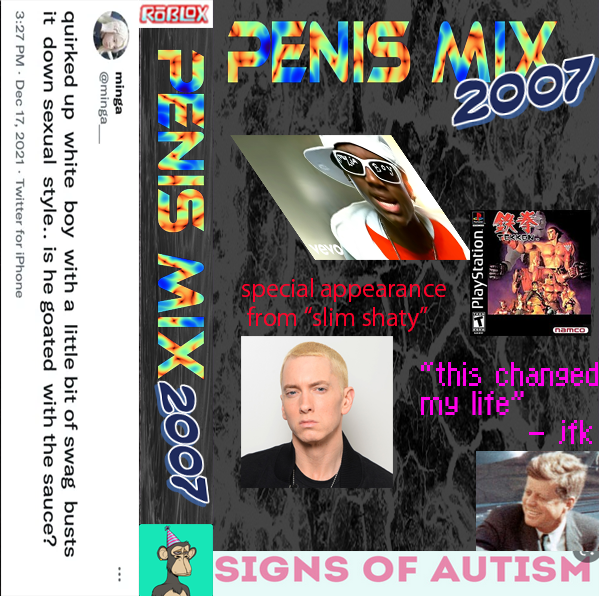 minga
@minga__
quirked up white boy with a little bit of swag busts
it down sexual style.. is he goated with the sauce?
3:27 PM · Dec 17, 2021 · Twitter for iPhone
ROBLOX
PENIS MIX 2007
PENIS MIX
2007
vevo
special appearance
from “slim shaty”
PlayStation
鉄拳
TEKKEN
namco
“this changed
my life”
- jfk
SIGNS OF AUTISM